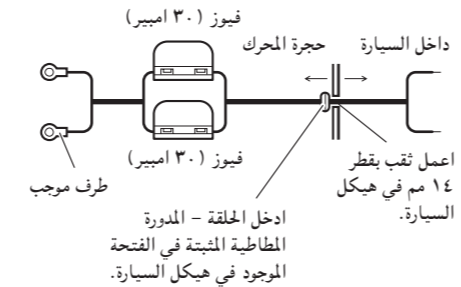 فيوز (٣٠ امبير)
داخل السيارة
حجرة المحرك
فيوز (٣٠ امبير)
طرف موجب
اعمل ثقب بقطر
١٤ مم في هيكل
السيارة.
ادخل الحلقة – المدورة
المطاطية المثبتة في الفتحة
الموجود في هيكل السيارة.